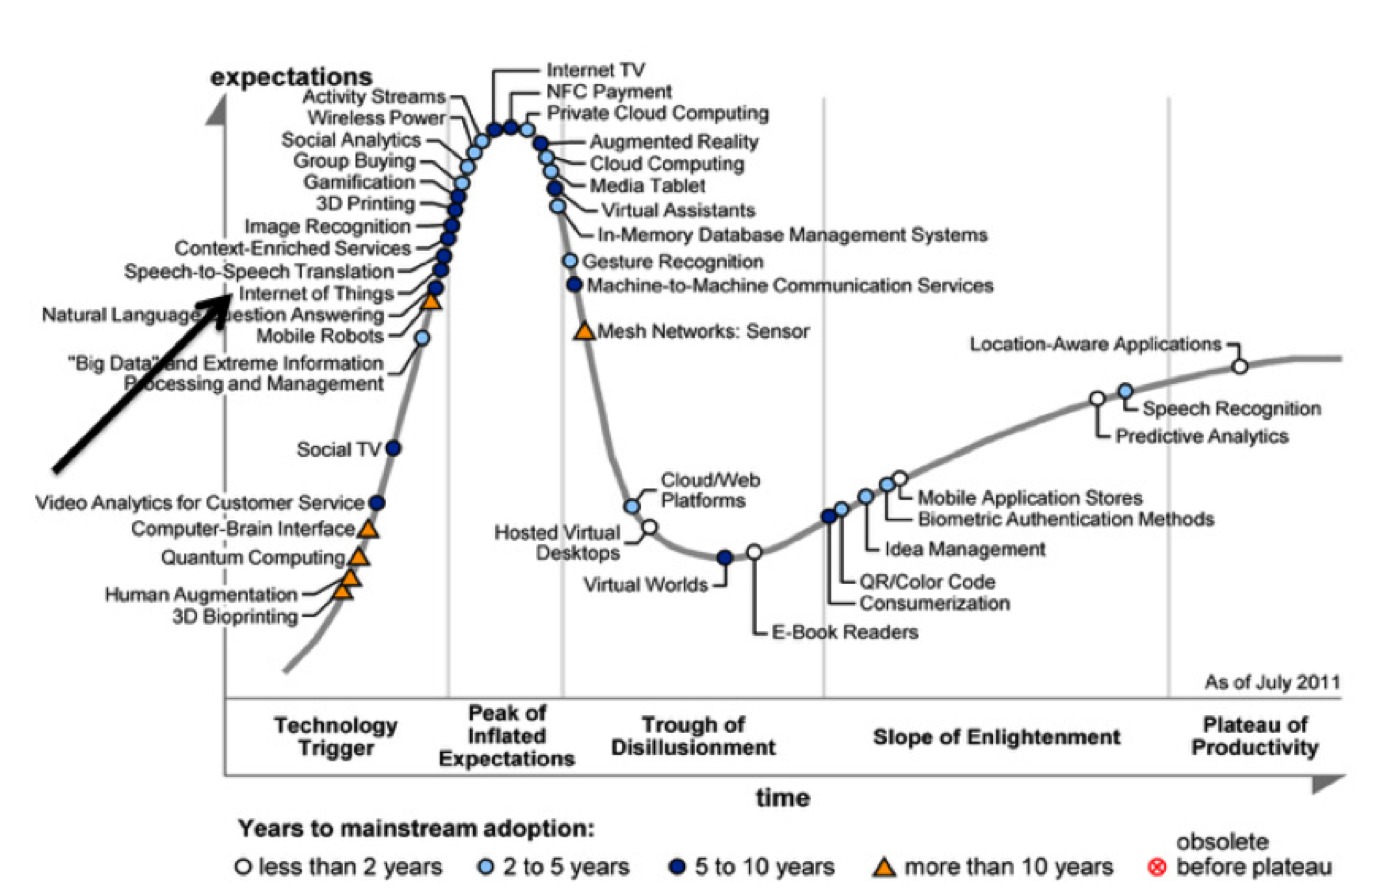 expectations
Activity Streams
Wireless Power
Social Analytics
Group Buying
Gamification
3D Printing
Image Recognition
Context-Enriched Services
Speech-to-Speech Translation
Internet of Things
Natural Language Question Answering
Mobile Robots
"Big Data" and Extreme Information
Processing and Management
Social TV
Video Analytics for Customer Service
Computer-Brain Interface
Quantum Computing
Human Augmentation
3D Bioprinting
Internet TV
NFC Payment
Private Cloud Computing
Augmented Reality
Cloud Computing
Media Tablet
Virtual Assistants
In-Memory Database Management Systems
Gesture Recognition
Machine-to-Machine Communication Services
Mesh Networks: Sensor
Cloud/Web
Platforms
Hosted Virtual
Desktops
Virtual Worlds
E-Book Readers
Location-Aware Applications
Speech Recognition
Predictive Analytics
Mobile Application Stores
Biometric Authentication Methods
Idea Management
QR/Color Code
Consumerization
As of July 2011
Technology
Trigger
Peak of
Inflated
Expectations
Trough of
Disillusionment
Slope of Enlightenment
Plateau of
Productivity
time
Years to mainstream adoption:
less than 2 years
2 to 5 years
5 to 10 years
more than 10 years
obsolete
before plateau